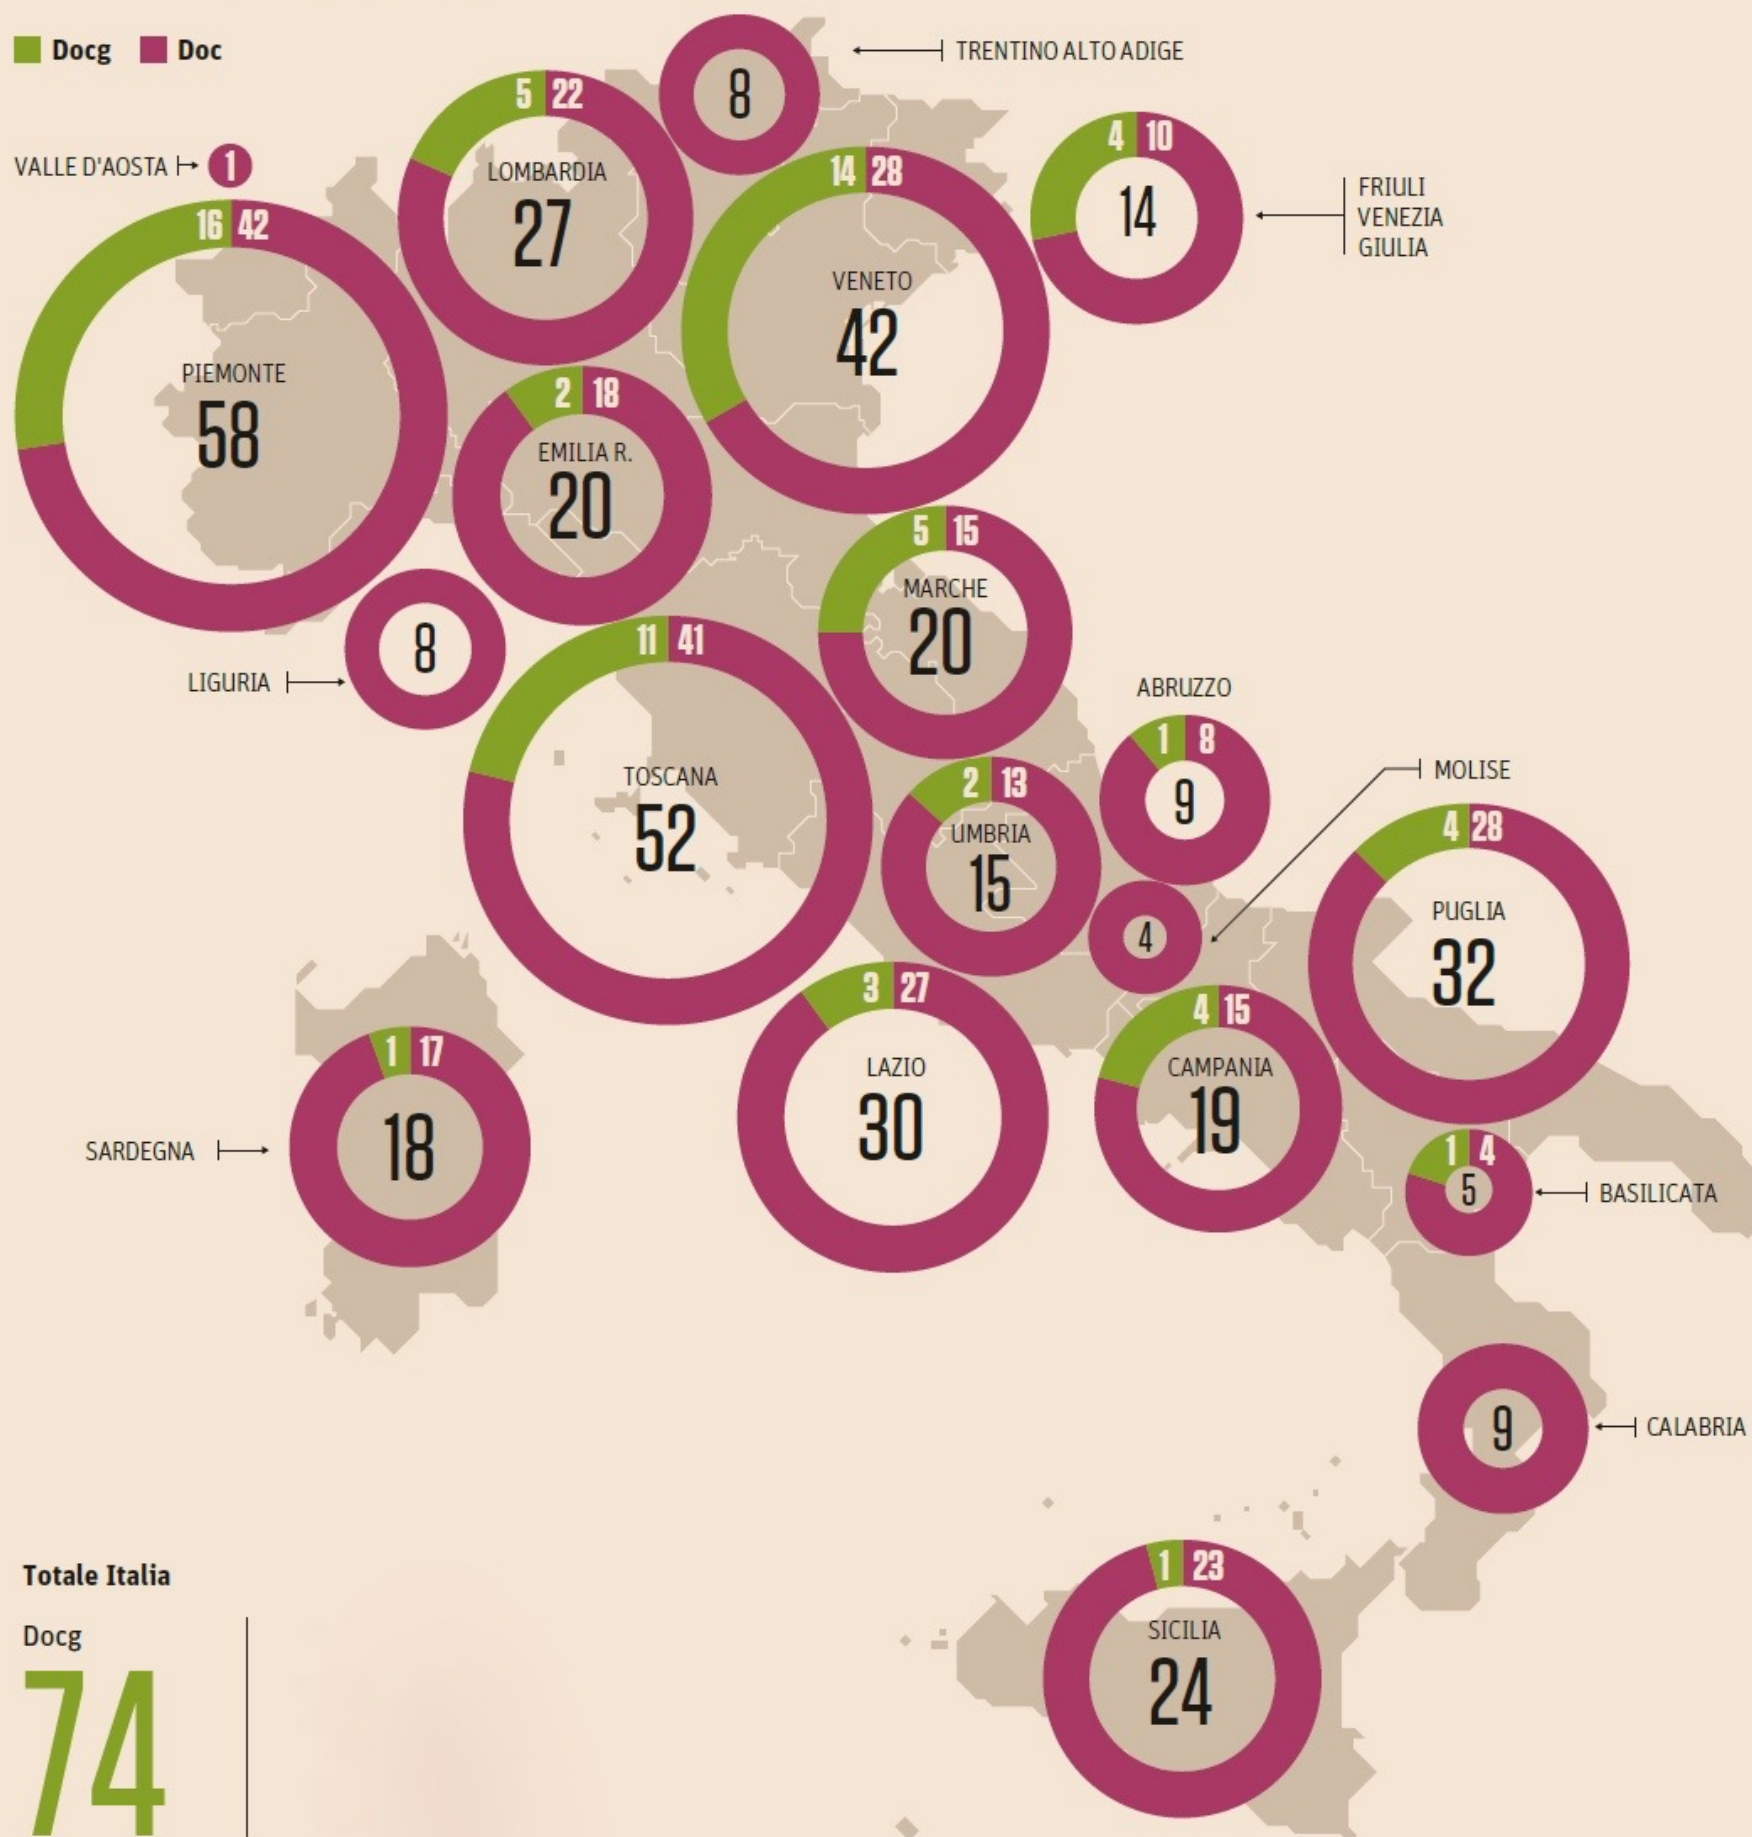 Docg
Doc
TRENTINO ALTO ADIGE
8
VALLE D'AOSTA
1
5 22
LOMBARDIA
27
14 28
VENETO
42
4 10
14
FRIULI
VENEZIA
GIULIA
16 42
PIEMONTE
58
2 18
EMILIA R.
20
5 15
MARCHE
20
LIGURIA
8
11 41
TOSCANA
52
ABRUZZO
1 8
9
2 13
UMBRIA
15
MOLISE
4
4 28
PUGLIA
32
3 27
LAZIO
30
4 15
CAMPANIA
19
SARDEGNA
1 17
18
1 4
5
BASILICATA
9
CALABRIA
1 23
SICILIA
24
Totale Italia
Docg
74